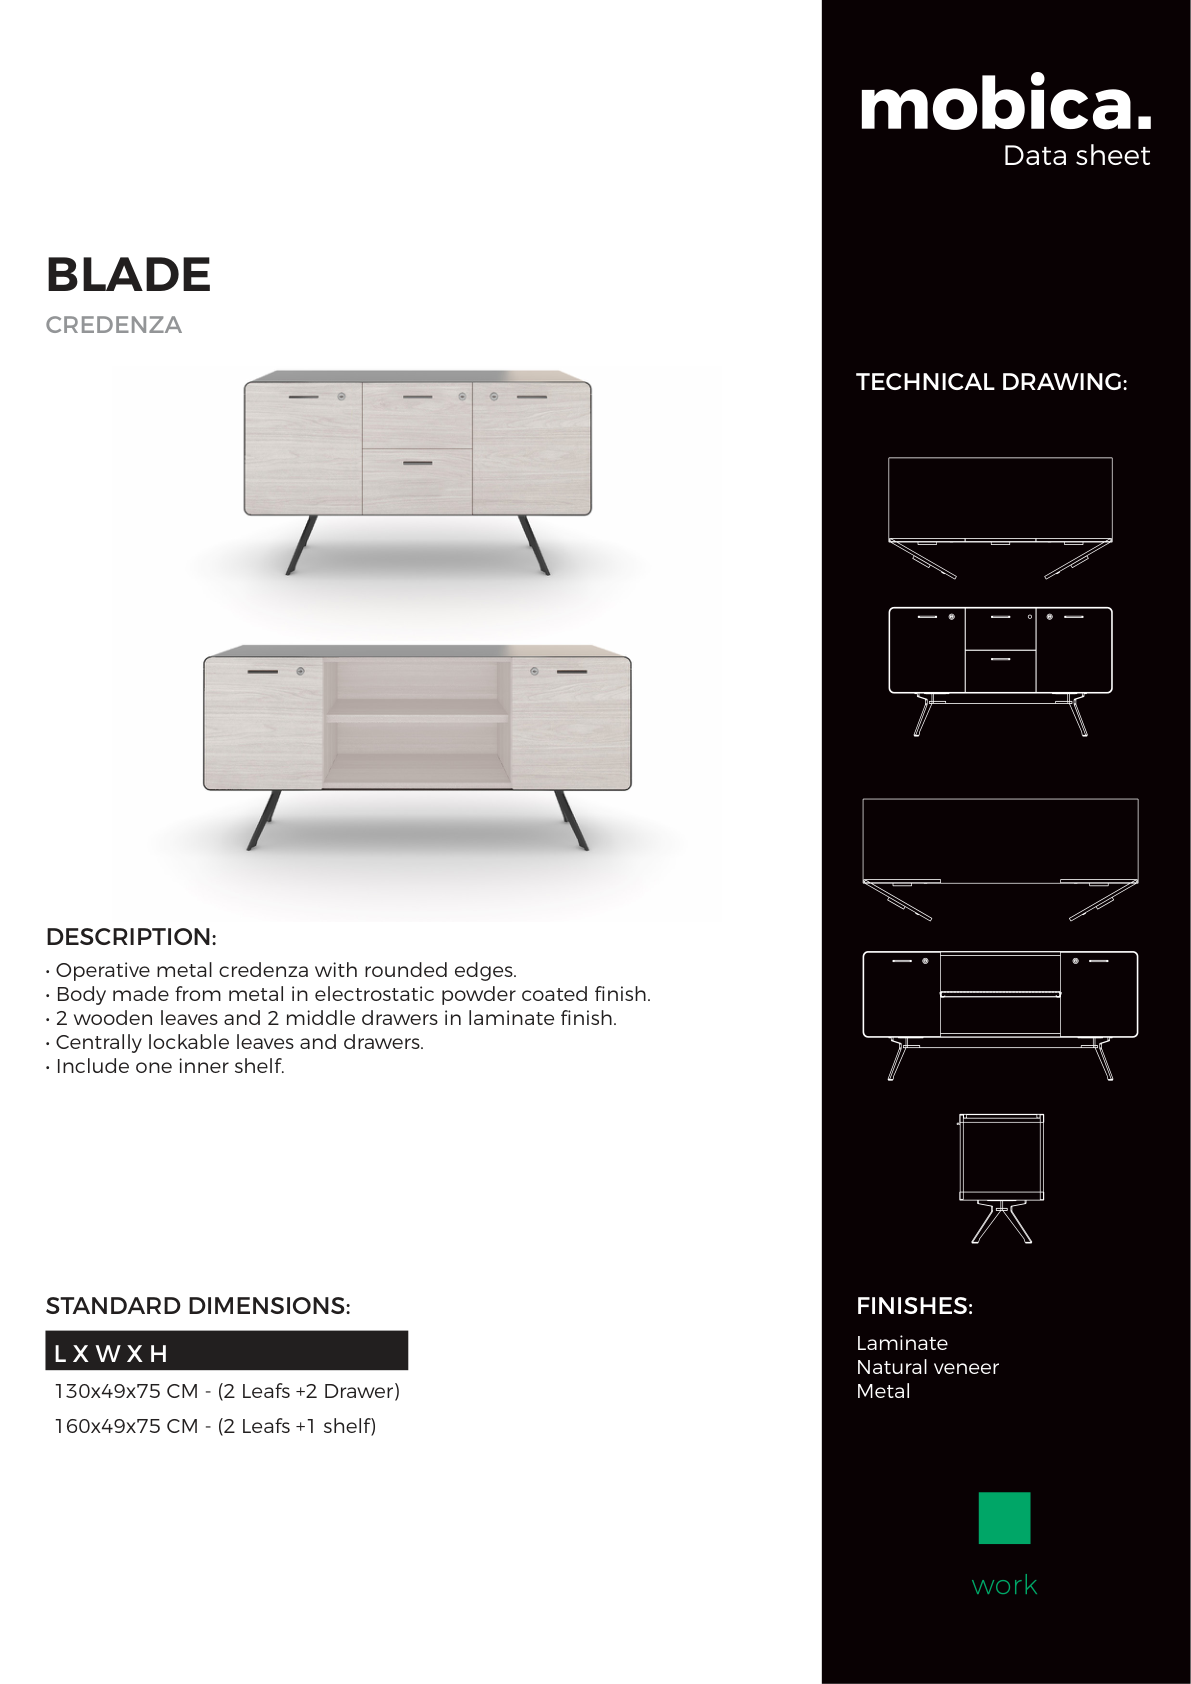 mobica.
Data sheet
BLADE
CREDENZA
TECHNICAL DRAWING:
DESCRIPTION:
• Operative metal credenza with rounded edges.
• Body made from metal in electrostatic powder coated finish.
• 2 wooden leaves and 2 middle drawers in laminate finish.
• Centrally lockable leaves and drawers.
• Include one inner shelf.
STANDARD DIMENSIONS:
L X W X H
130x49x75 CM - (2 Leafs +2 Drawer)
160x49x75 CM - (2 Leafs +1 shelf)
FINISHES:
Laminate
Natural veneer
Metal
work